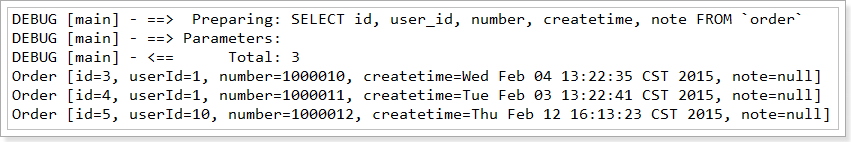 DEBUG [main] - ==>  Preparing: SELECT id, user_id, number, createtime, note FROM `order`
DEBUG [main] - ==> Parameters:
DEBUG [main] - <==      Total: 3
Order [id=3, userId=1, number=1000010, createtime=Wed Feb 04 13:22:35 CST 2015, note=null]
Order [id=4, userId=1, number=1000011, createtime=Tue Feb 03 13:22:41 CST 2015, note=null]
Order [id=5, userId=10, number=1000012, createtime=Thu Feb 12 16:13:23 CST 2015, note=null]